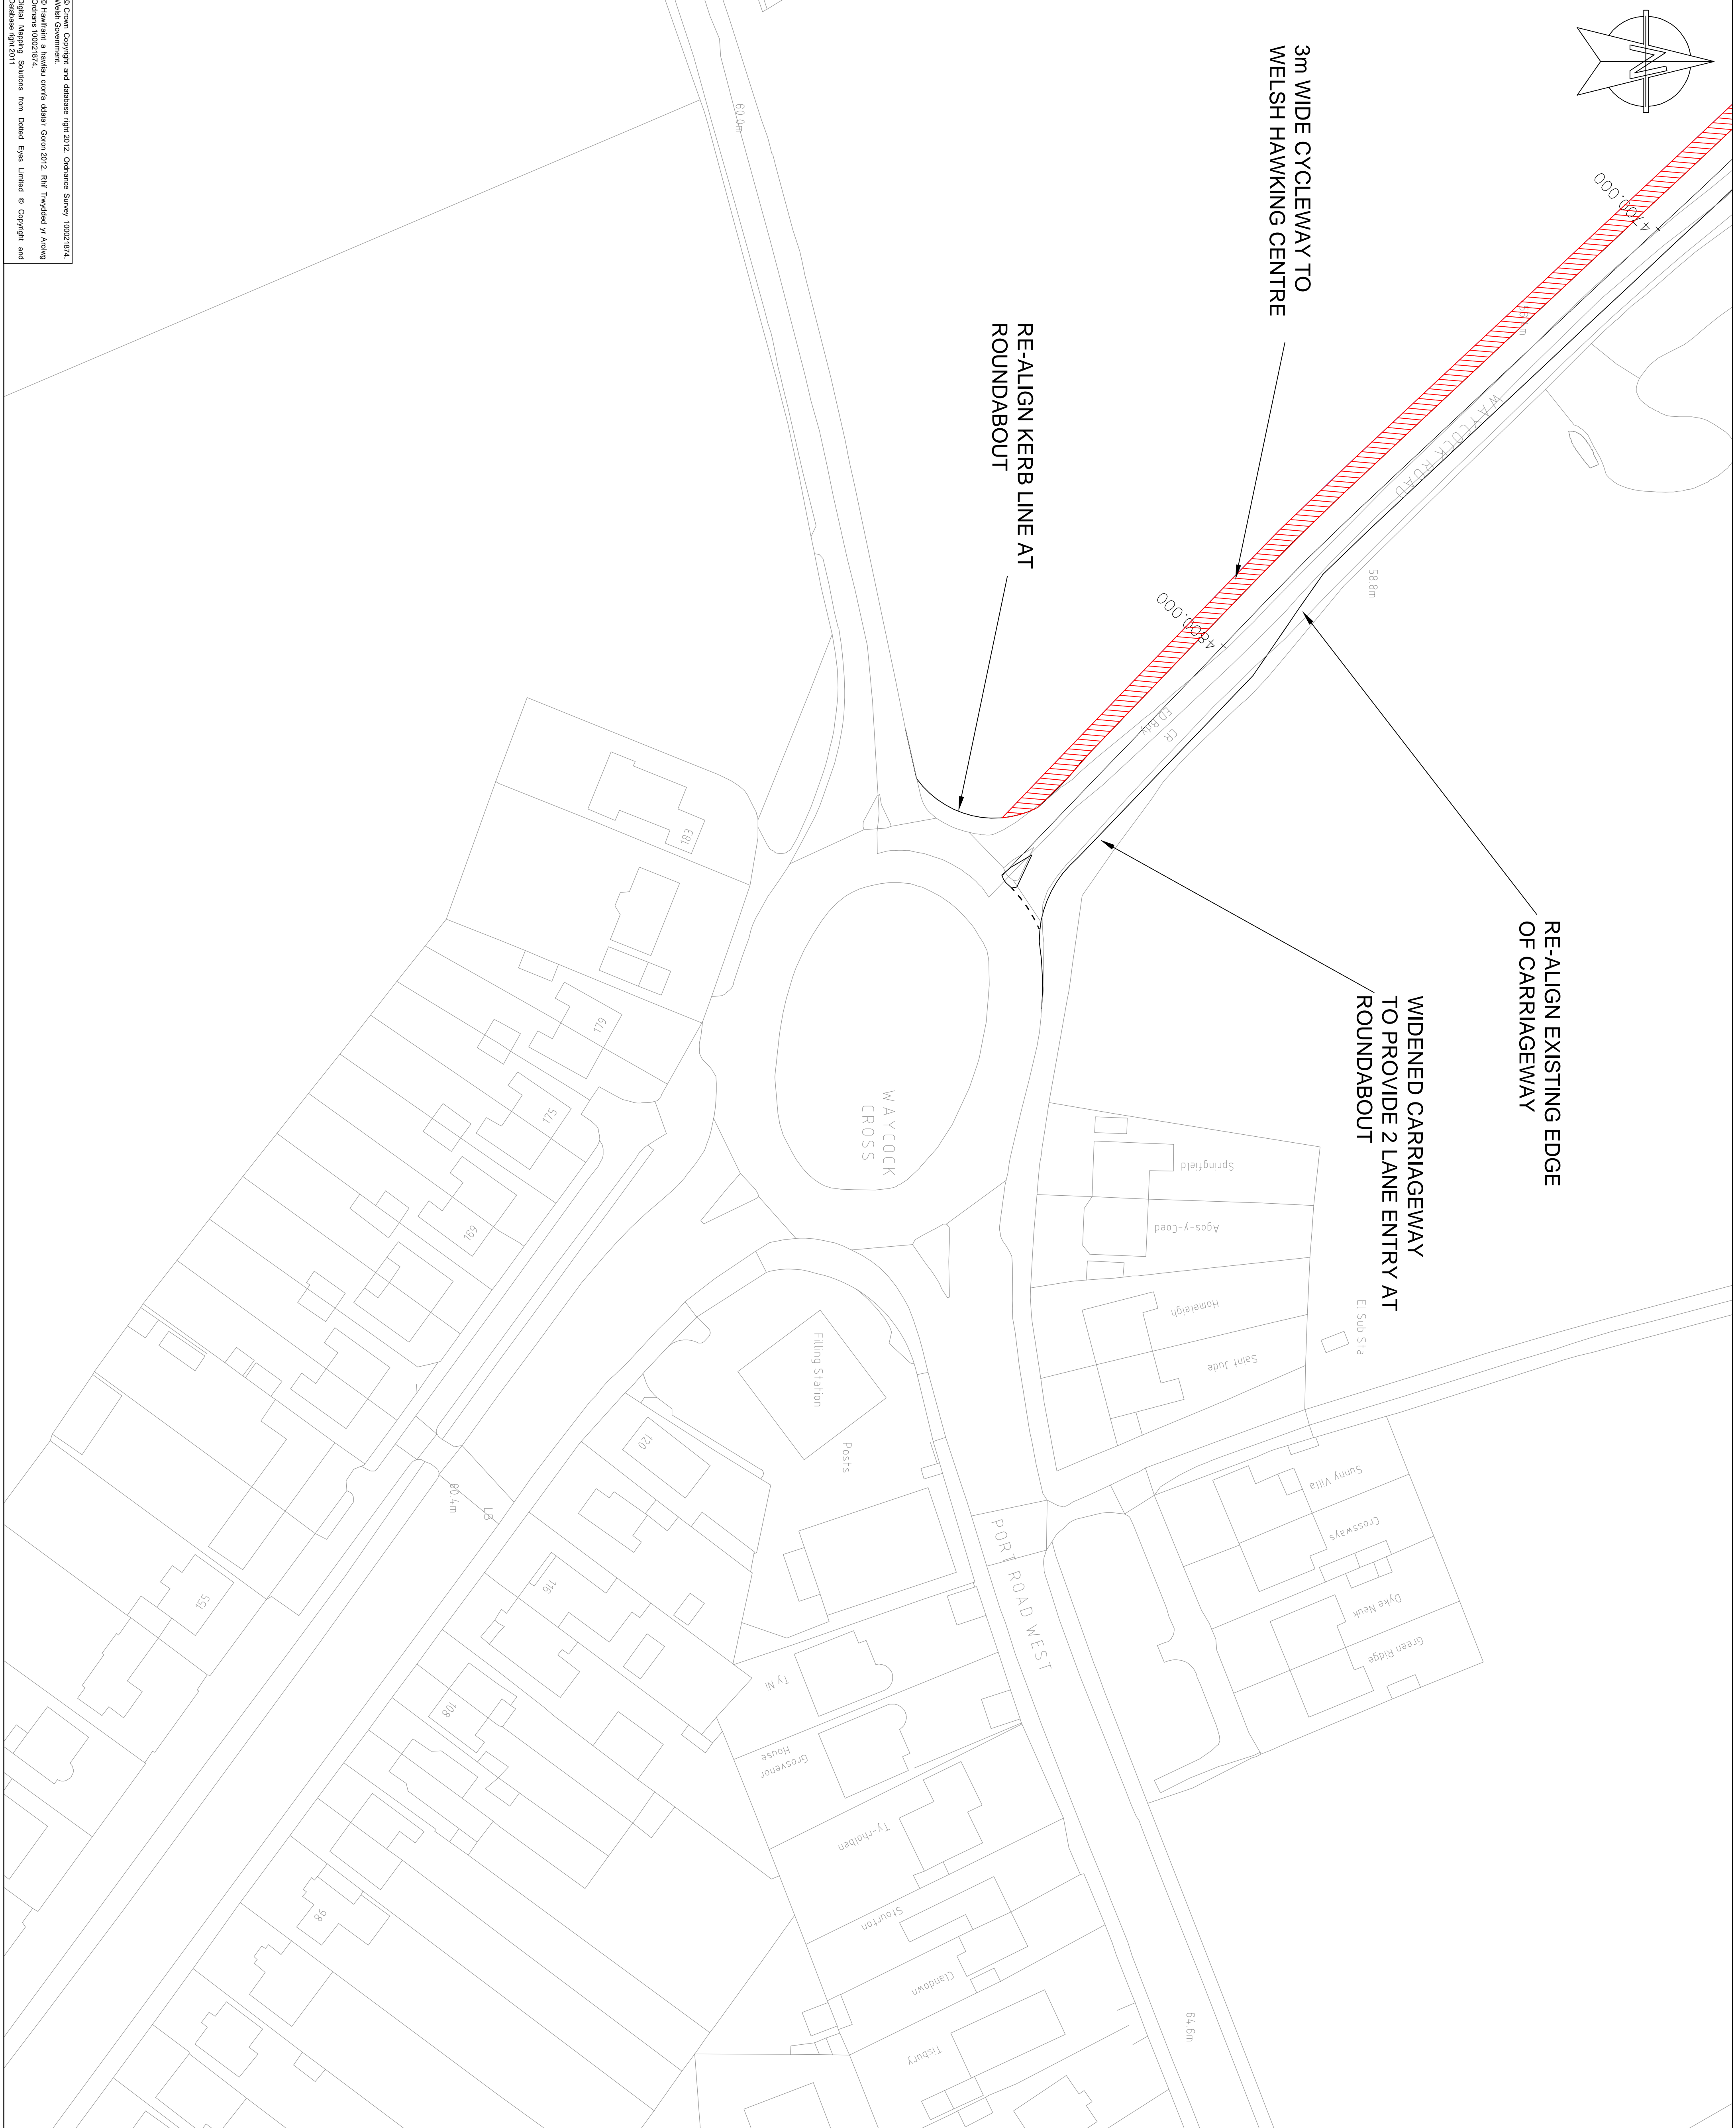 3m WIDE CYCLEWAY TO
WELSH HAWKING CENTRE
RE-ALIGN KERB LINE AT
ROUNDABOUT
RE-ALIGN EXISTING EDGE
OF CARRIAGEWAY
WIDENED CARRIAGEWAY
TO PROVIDE 2 LANE ENTRY AT
ROUNDABOUT
4700.000
4800.000
WAYCOCK ROAD
58.8m
60.0m
ED Bdy
CR
WAYCOCK
CROSS
Springfield
Agos-y-Coed
Homeleigh
Saint Jude
El Sub Sta
Sunny Villa
Crossways
Dyke Neuk
Green Ridge
Filling Station
Posts
PORT ROAD WEST
Ty Ni
Grosvenor
House
Ty-rholben
Stourton
Clandown
Tisbury
64.6m
183
179
175
169
155
120
116
108
98
LB
80.4m
© Crown Copyright and database right 2012. Ordnance Survey 100021874.
Welsh Government.
© Hawlfraint a hawliau cronfa ddata'r Goron 2012. Rhif Trwydded yr Arolwg
Ordnans 100021874.
Digital Mapping Solutions from Dotted Eyes Limited © Copyright and
Database right 2011